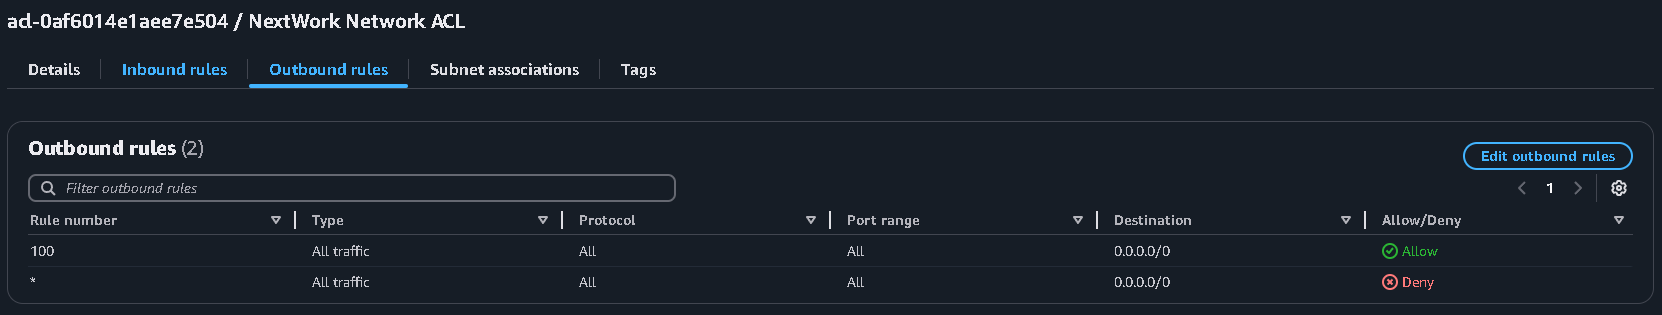 acl-0af6014e1aee7e504 / NextWork Network ACL
Details Inbound rules Outbound rules Subnet associations Tags
Outbound rules (2)
Edit outbound rules
Filter outbound rules
1
Rule number Type Protocol Port range Destination Allow/Deny
100 All traffic All All 0.0.0.0/0 Allow
* All traffic All All 0.0.0.0/0 Deny